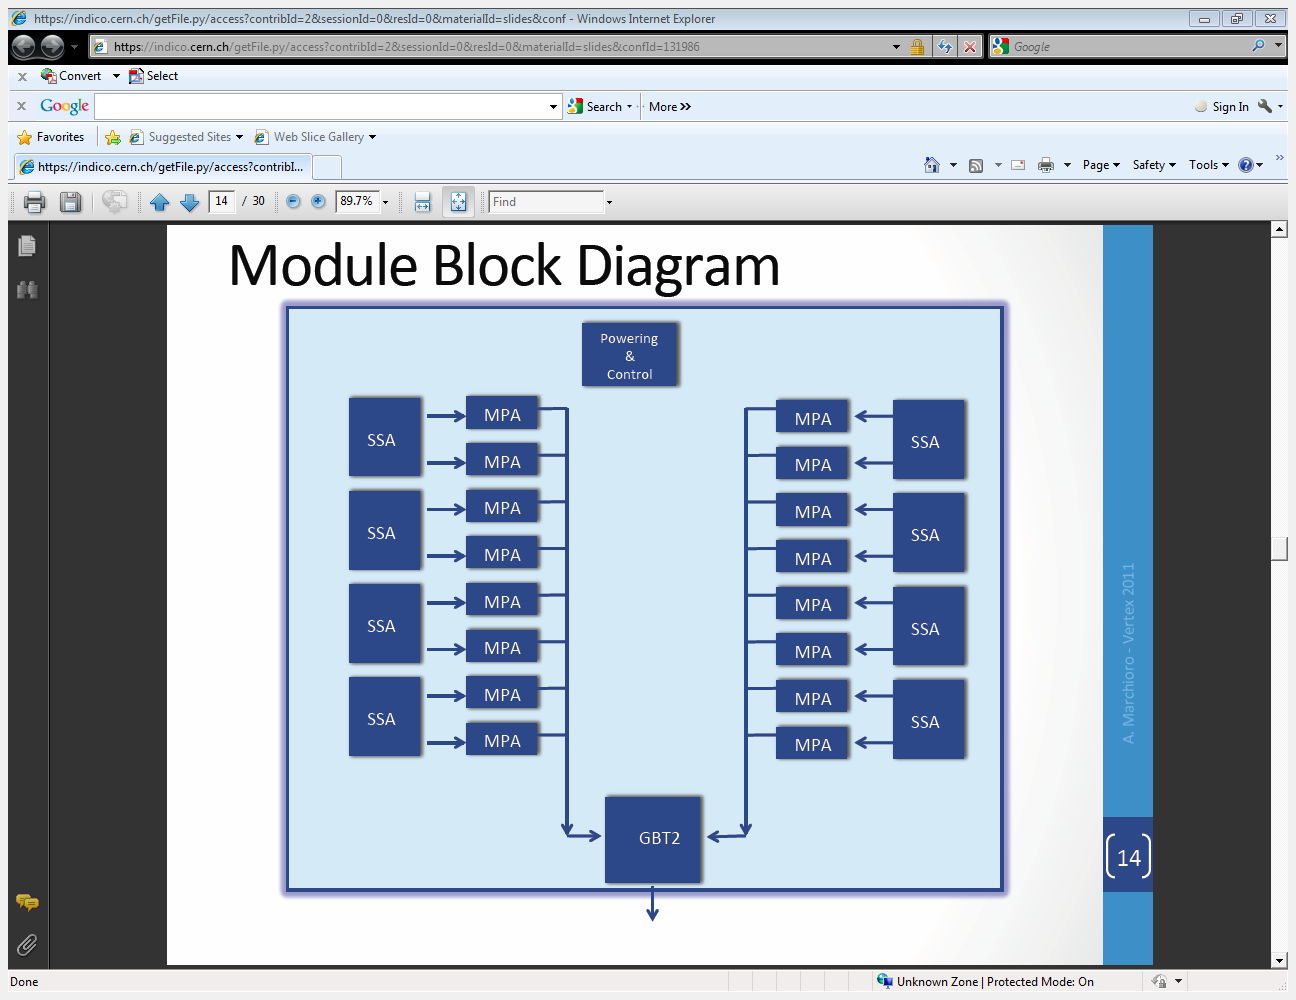 https://indico.cern.ch/getFile.py/access?contribId=2&sessionId=0&resId=0&materialId=slides&conf - Windows Internet Explorer
https://indico.cern.ch/getFile.py/access?contribId=2&sessionId=0&resId=0&materialId=slides&confId=131986
Google
x Convert Select
x Google Search More »
Sign In
Favorites Suggested Sites Web Slice Gallery
https://indico.cern.ch/getFile.py/access?contribI...
Page Safety Tools »
14 / 30 89.7% Find
Module Block Diagram
Powering
&
Control
SSA MPA MPA SSA
MPA MPA
SSA MPA MPA SSA
MPA MPA
SSA MPA MPA SSA
MPA MPA
SSA MPA MPA SSA
MPA MPA
GBT2
A. Marchioro - Vertex 2011
14
Done
Unknown Zone | Protected Mode: On